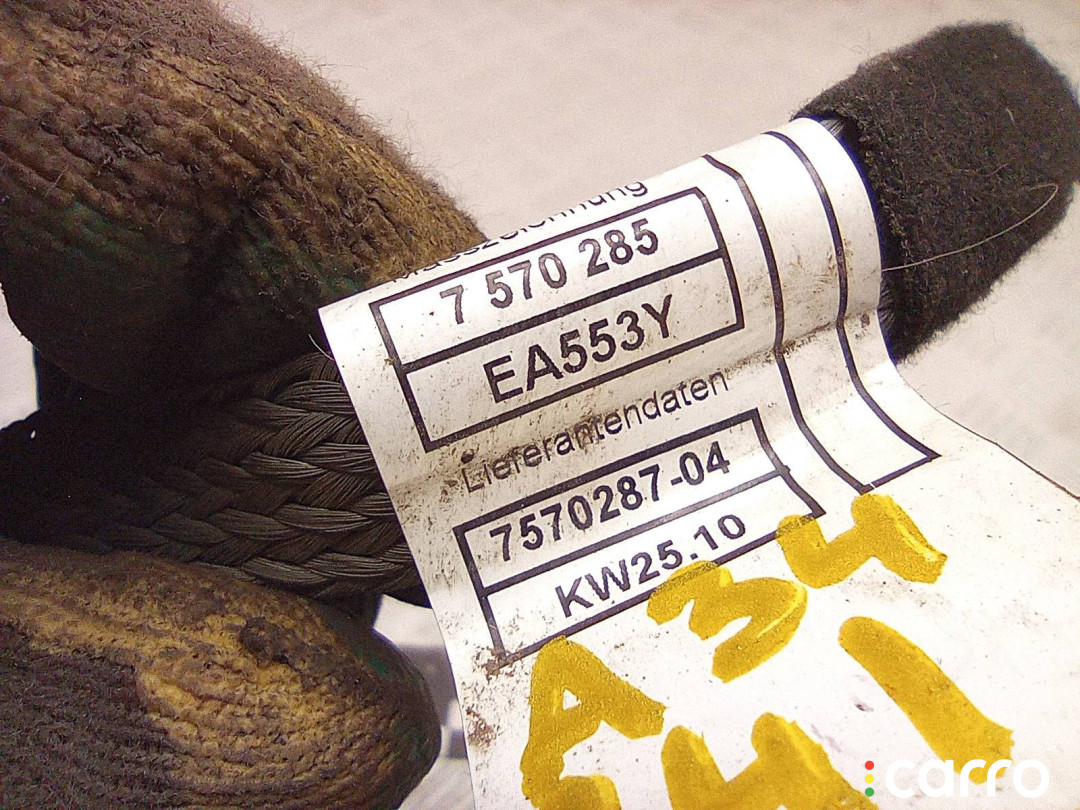 7 570 285
EA553Y
Lieferantendaten
7570287-04
KW25.10
A34
carro